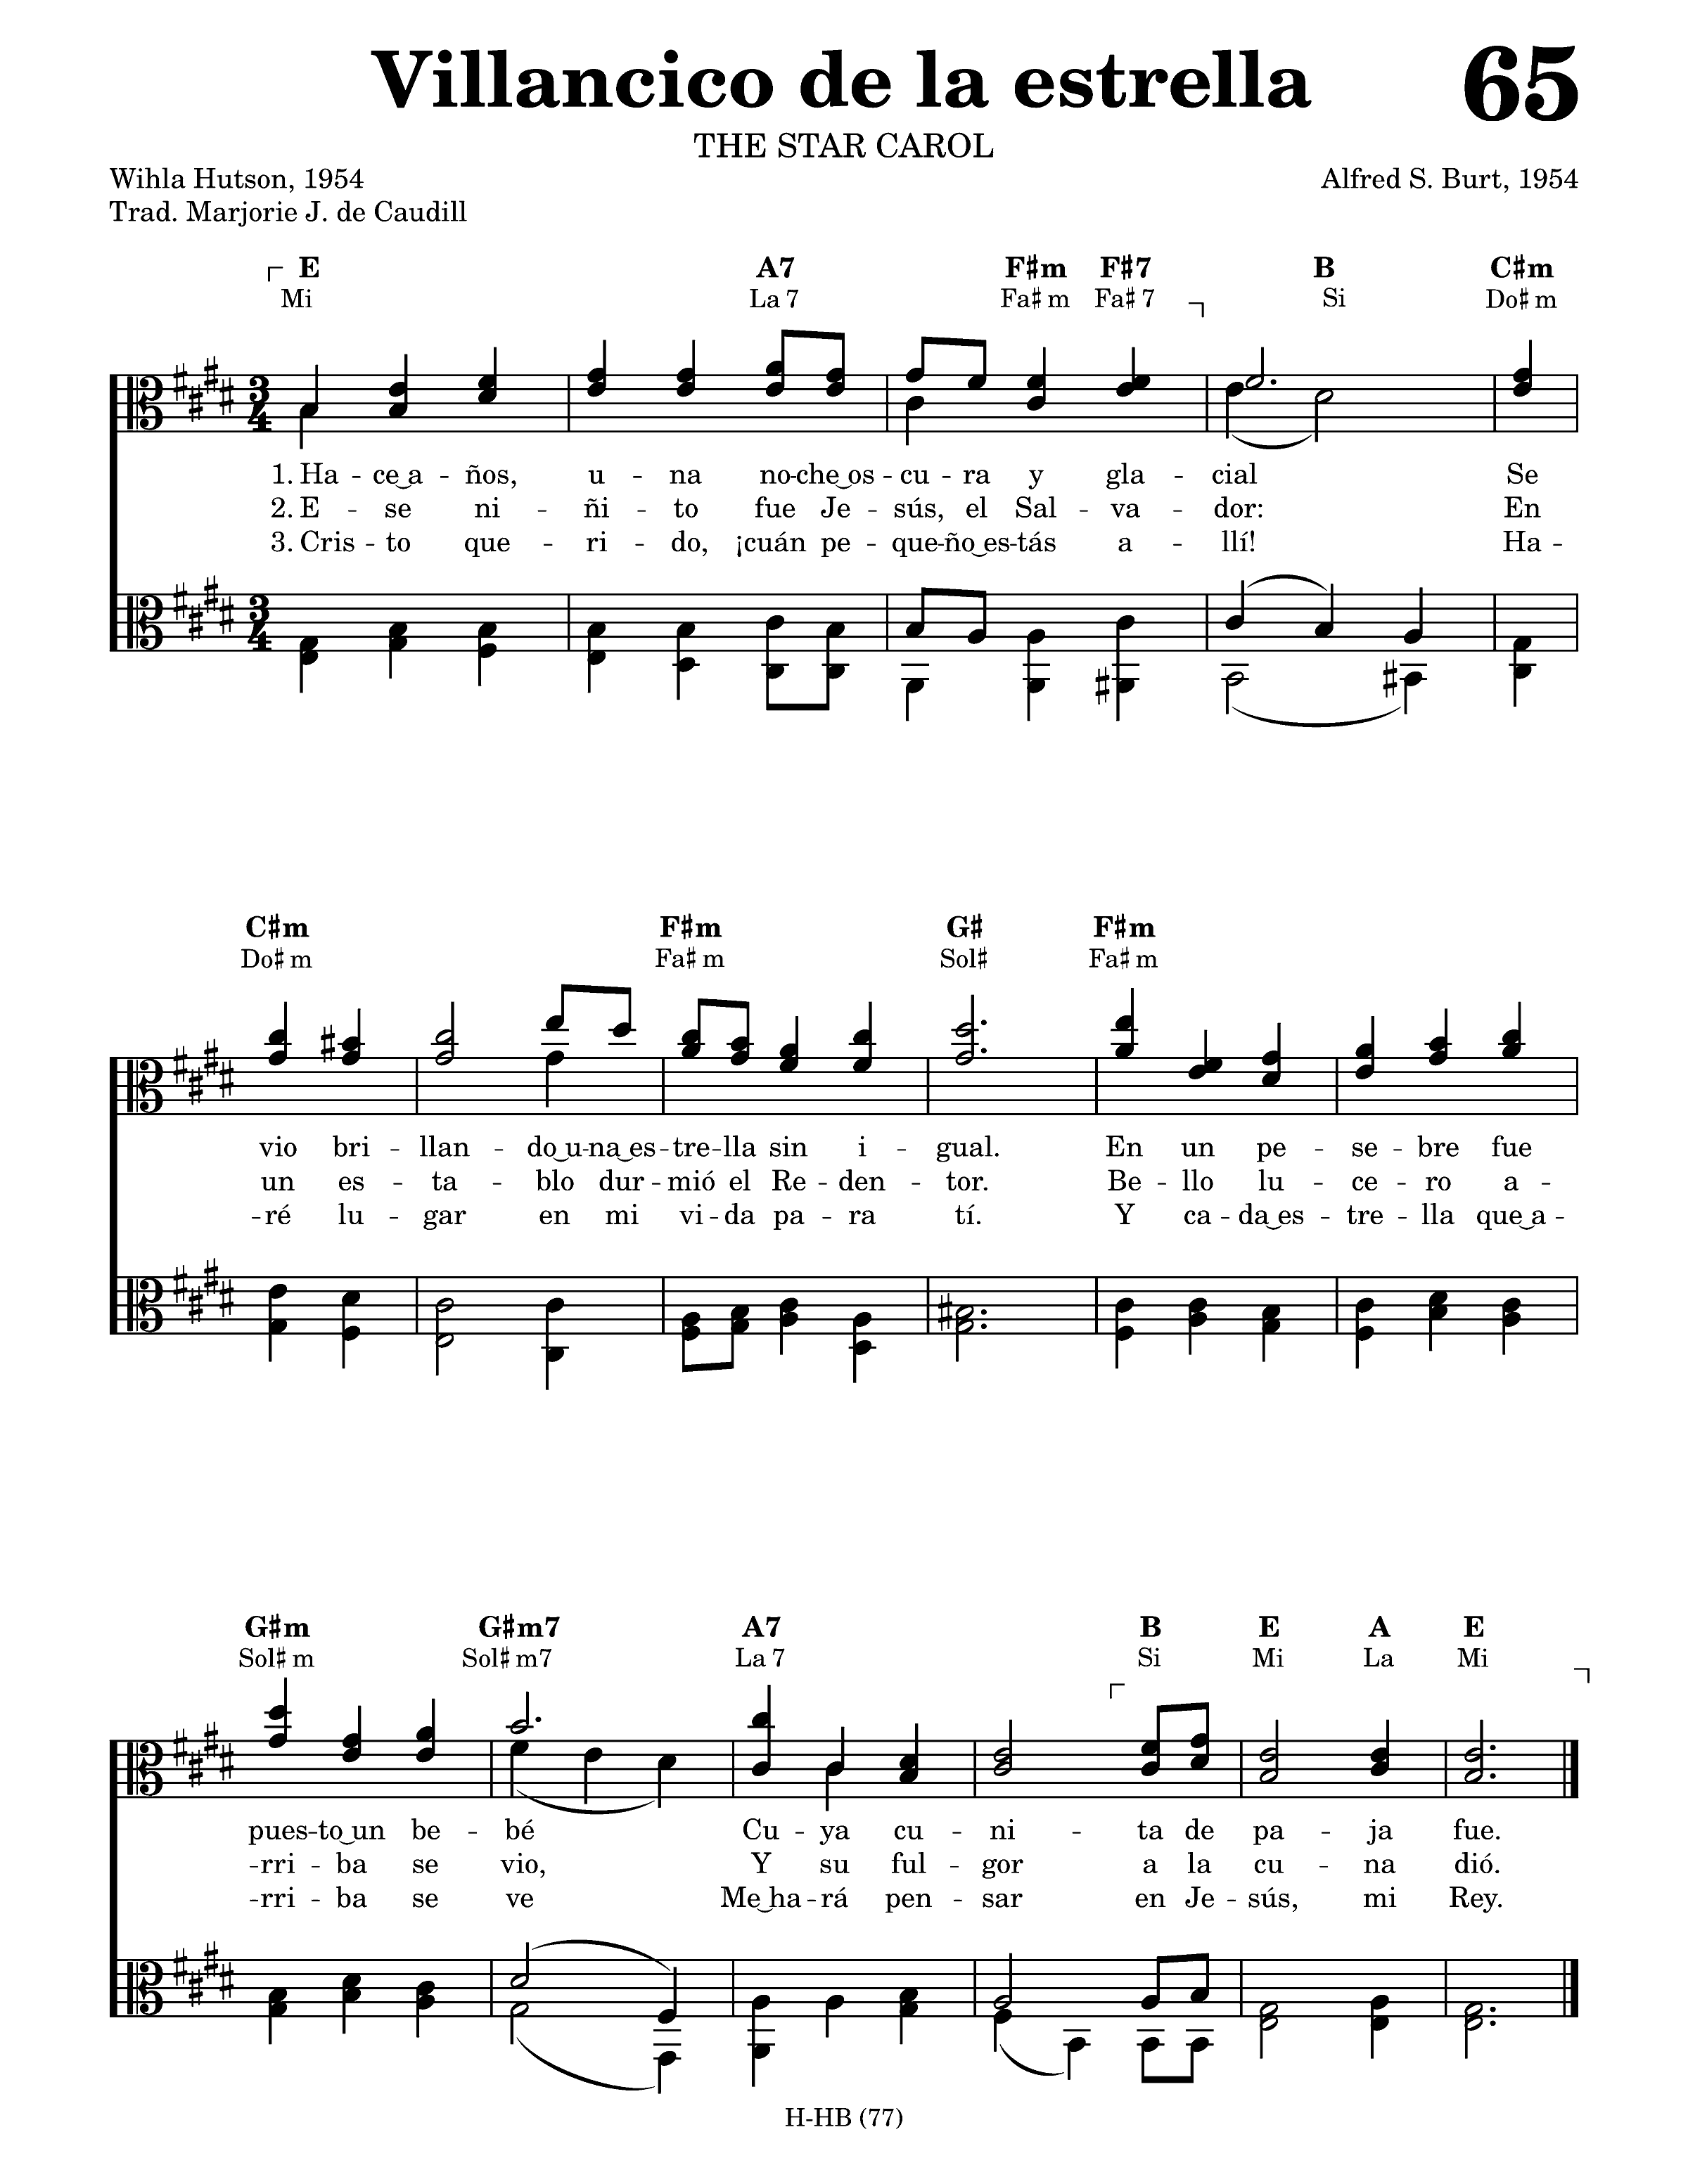 Villancico de la estrella 65
THE STAR CAROL
Wihla Hutson, 1954 Alfred S. Burt, 1954
Trad. Marjorie J. de Caudill
E A7 F♯m F♯7 B C♯m
Mi La 7 Fa♯ m Fa♯ 7 Si Do♯ m
3 4
1. Ha -- ce‿a -- ños, u -- na no -- che‿os -- cu -- ra y gla -- cial Se
2. E -- se ni -- ñi -- to fue Je -- sús, el Sal -- va -- dor: En
3. Cris -- to que -- ri -- do, ¡cuán pe -- que -- ño‿es -- tás a -- llí! Ha --
3 4
C♯m F♯m G♯ F♯m
Do♯ m Fa♯ m Sol♯ Fa♯ m
vio bri -- llan -- do‿u -- na‿es -- tre -- lla sin i -- gual. En un pe -- se -- bre fue
un es -- ta -- blo dur -- mió el Re -- den -- tor. Be -- llo lu -- ce -- ro a --
-- ré lu -- gar en mi vi -- da pa -- ra tí. Y ca -- da‿es -- tre -- lla que‿a --
G♯m G♯m7 A7 B E A E
Sol♯ m Sol♯ m7 La 7 Si Mi La Mi
pues -- to‿un be -- bé Cu -- ya cu -- ni -- ta de pa -- ja fue.
-- rri -- ba se vio, Y su ful -- gor a la cu -- na dió.
-- rri -- ba se ve Me‿ha -- rá pen -- sar en Je -- sús, mi Rey.
H-HB (77)